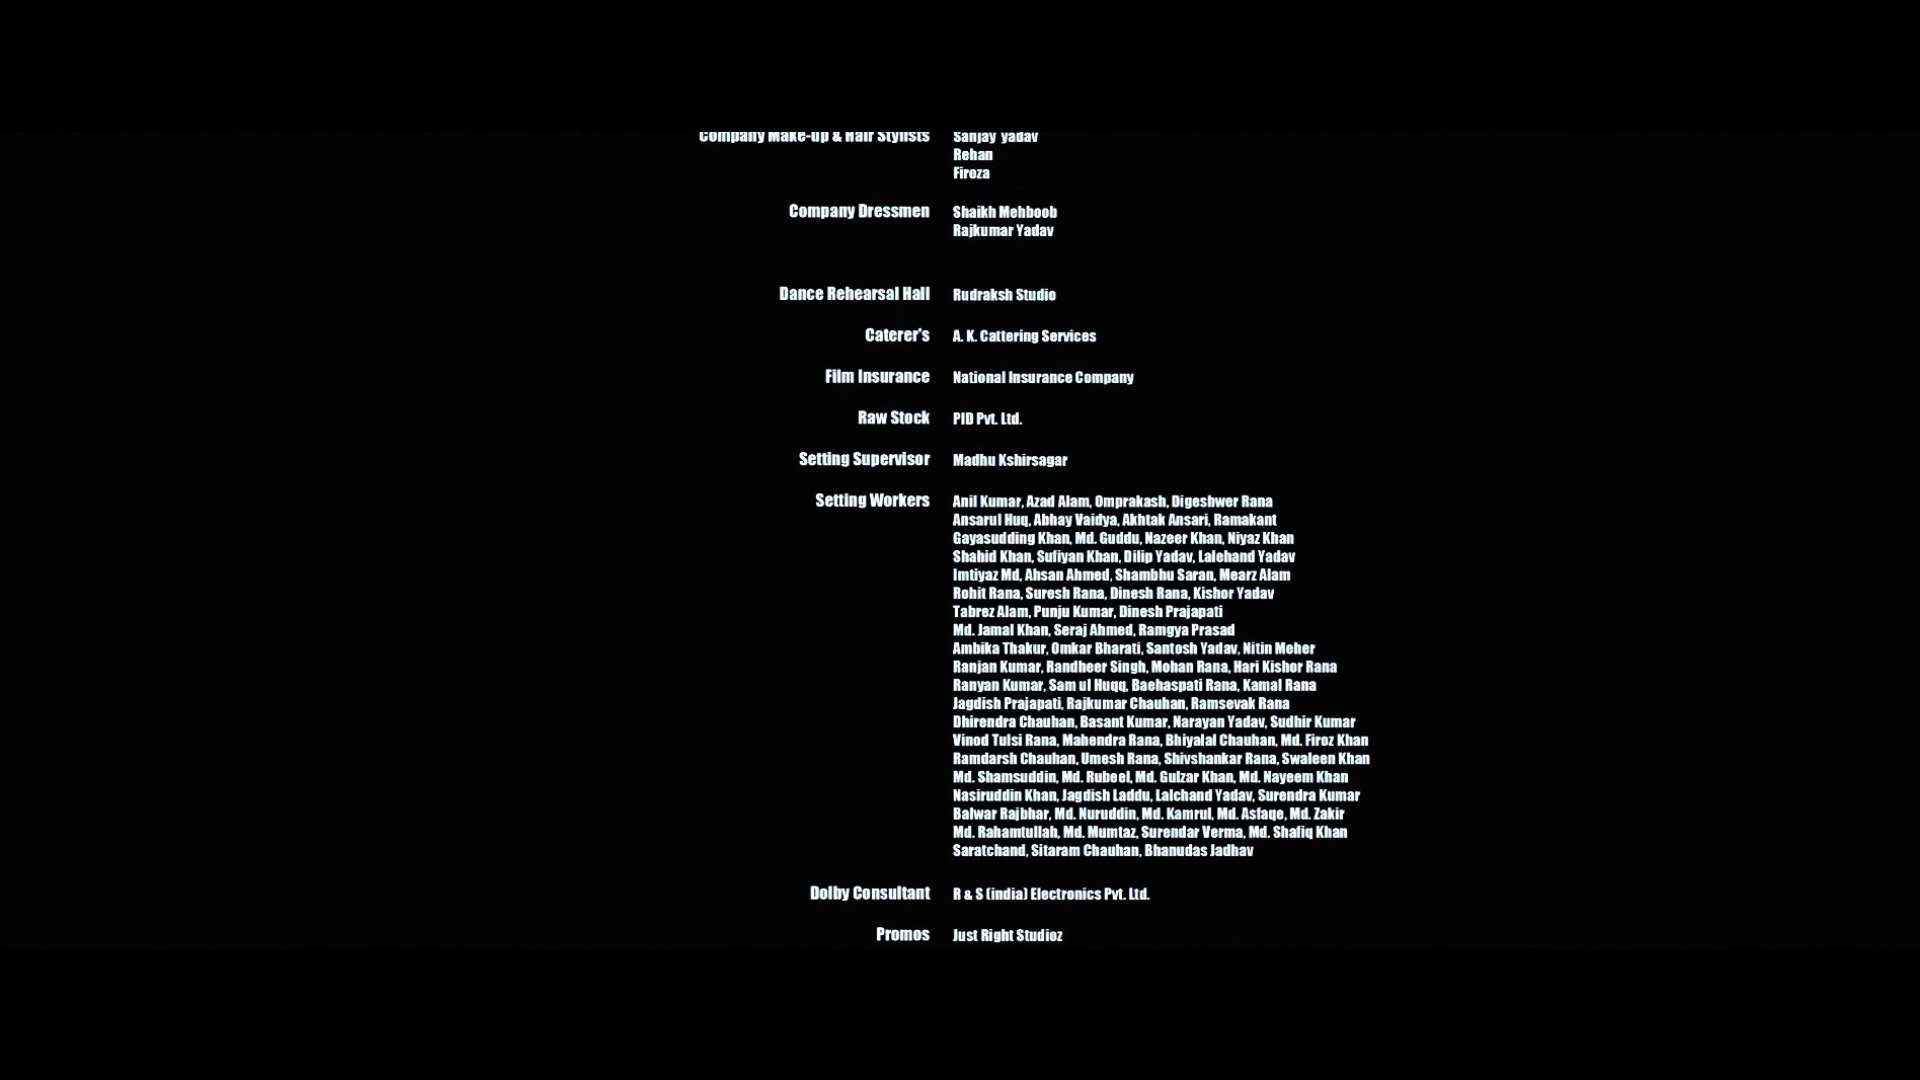 Company Make-up & Hair Stylists Sanjay yadav
Rehan
Firoza
Company Dressmen Shaikh Mehboob
Rajkumar Yadav
Dance Rehearsal Hall Rudraksh Studio
Caterer's A. K. Cattering Services
Film Insurance National Insurance Company
Raw Stock PID Pvt. Ltd.
Setting Supervisor Madhu Kshirsagar
Setting Workers Anil Kumar, Azad Alam, Omprakash, Digeshwer Rana
Ansarul Huq, Abhay Vaidya, Akhtak Ansari, Ramakant
Gayasudding Khan, Md. Guddu, Nazeer Khan, Niyaz Khan
Shahid Khan, Sufiyan Khan, Dilip Yadav, Lalehand Yadav
Imtiyaz Md, Ahsan Ahmed, Shambhu Saran, Mearz Alam
Rohit Rana, Suresh Rana, Dinesh Rana, Kishor Yadav
Tabrez Alam, Punju Kumar, Dinesh Prajapati
Md. Jamal Khan, Seraj Ahmed, Ramgya Prasad
Ambika Thakur, Omkar Bharati, Santosh Yadav, Nitin Meher
Ranjan Kumar, Randheer Singh, Mohan Rana, Hari Kishor Rana
Ranyan Kumar, Sam ul Huqq, Baehaspati Rana, Kamal Rana
Jagdish Prajapati, Rajkumar Chauhan, Ramsevak Rana
Dhirendra Chauhan, Basant Kumar, Narayan Yadav, Sudhir Kumar
Vinod Tulsi Rana, Mahendra Rana, Bhiyalal Chauhan, Md. Firoz Khan
Ramdarsh Chauhan, Umesh Rana, Shivshankar Rana, Swaleen Khan
Md. Shamsuddin, Md. Rubeel, Md. Gulzar Khan, Md. Nayeem Khan
Nasiruddin Khan, Jagdish Laddu, Lalchand Yadav, Surendra Kumar
Balwar Rajbhar, Md. Nuruddin, Md. Kamrul, Md. Asfaqe, Md. Zakir
Md. Rahamtullah, Md. Mumtaz, Surendar Verma, Md. Shafiq Khan
Saratchand, Sitaram Chauhan, Bhanudas Jadhav
Dolby Consultant R & S (india) Electronics Pvt. Ltd.
Promos Just Right Studioz